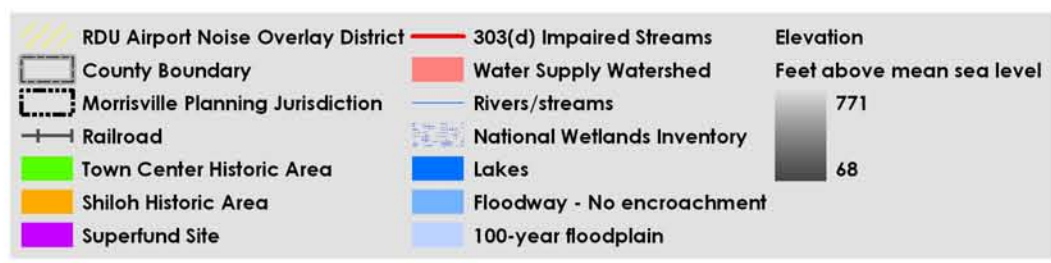 RDU Airport Noise Overlay District
County Boundary
Morrisville Planning Jurisdiction
Railroad
Town Center Historic Area
Shiloh Historic Area
Superfund Site
303(d) Impaired Streams
Water Supply Watershed
Rivers/streams
National Wetlands Inventory
Lakes
Floodway - No encroachment
100-year floodplain
Elevation
Feet above mean sea level
771
68